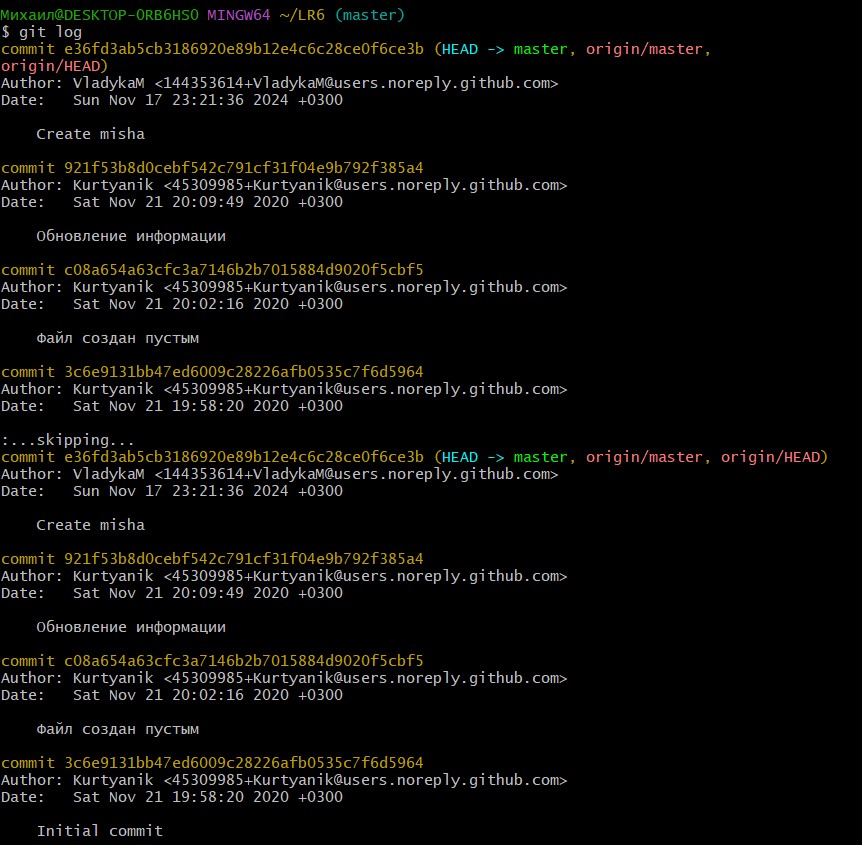 Михаил@DESKTOP-ORB6HSO MINGW64 ~/LR6 (master)
$ git log
commit e36fd3ab5cb3186920e89b12e4c6c28ce0f6ce3b (HEAD -> master, origin/master,
origin/HEAD)
Author: VladykaM <144353614+VladykaM@users.noreply.github.com>
Date:   Sun Nov 17 23:21:36 2024 +0300

    Create misha

commit 921f53b8d0cebf542c791cf31f04e9b792f385a4
Author: Kurtyanik <45309985+Kurtyanik@users.noreply.github.com>
Date:   Sat Nov 21 20:09:49 2020 +0300

    Обновление информации

commit c08a654a63cfc3a7146b2b7015884d9020f5cbf5
Author: Kurtyanik <45309985+Kurtyanik@users.noreply.github.com>
Date:   Sat Nov 21 20:02:16 2020 +0300

    Файл создан пустым

commit 3c6e9131bb47ed6009c28226afb0535c7f6d5964
Author: Kurtyanik <45309985+Kurtyanik@users.noreply.github.com>
Date:   Sat Nov 21 19:58:20 2020 +0300

:...skipping...
commit e36fd3ab5cb3186920e89b12e4c6c28ce0f6ce3b (HEAD -> master, origin/master, origin/HEAD)
Author: VladykaM <144353614+VladykaM@users.noreply.github.com>
Date:   Sun Nov 17 23:21:36 2024 +0300

    Create misha

commit 921f53b8d0cebf542c791cf31f04e9b792f385a4
Author: Kurtyanik <45309985+Kurtyanik@users.noreply.github.com>
Date:   Sat Nov 21 20:09:49 2020 +0300

    Обновление информации

commit c08a654a63cfc3a7146b2b7015884d9020f5cbf5
Author: Kurtyanik <45309985+Kurtyanik@users.noreply.github.com>
Date:   Sat Nov 21 20:02:16 2020 +0300

    Файл создан пустым

commit 3c6e9131bb47ed6009c28226afb0535c7f6d5964
Author: Kurtyanik <45309985+Kurtyanik@users.noreply.github.com>
Date:   Sat Nov 21 19:58:20 2020 +0300

    Initial commit